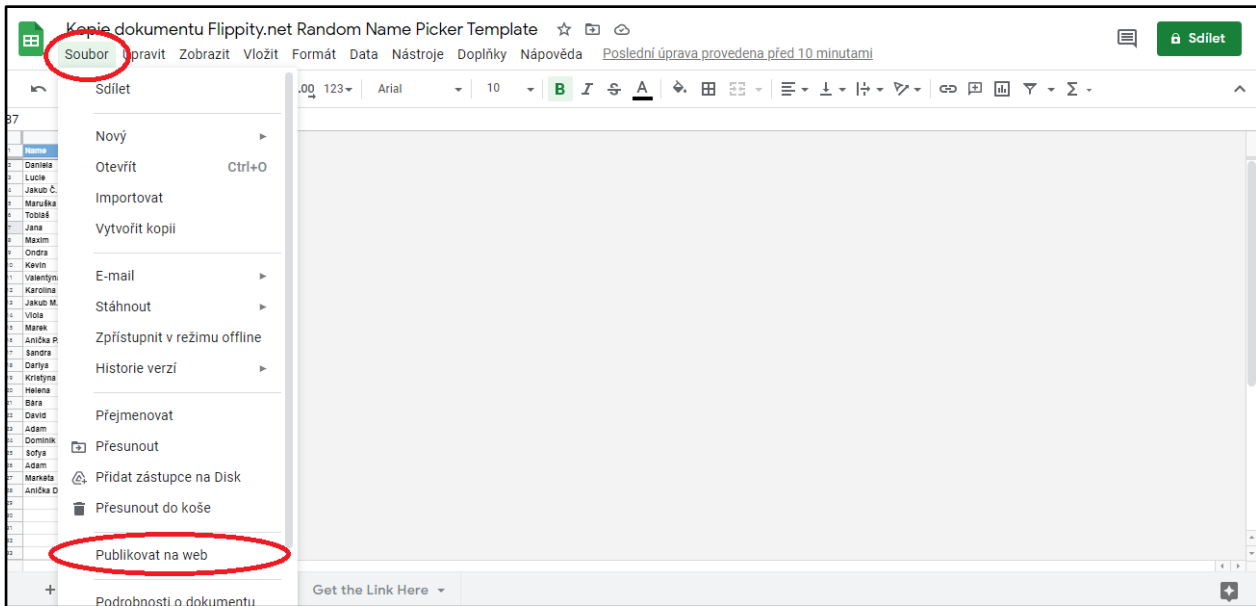 Kopie dokumentu Flippity.net Random Name Picker Template
Soubor Upravit Zobrazit Vložit Formát Data Nástroje Doplňky Nápověda Poslední úprava provedena před 10 minutami
Sdílet
.00 123 Arial 10 B I S A
37
Sdílet
Nový
Otevřít Ctrl+O
Importovat
Vytvořit kopii
E-mail
Stáhnout
Zpřístupnit v režimu offline
Historie verzí
Přejmenovat
Přesunout
Přidat zástupce na Disk
Přesunout do koše
Publikovat na web
Podrobnosti o dokumentu
Name
Daniela
Lucie
Jakub Č.
Maruška
Tobiáš
Jana
Maxim
Ondra
Kevin
Valentýn
Karolína
Jakub M.
Viola
Marek
Anička P.
Sandra
Dariya
Kristýna
Helena
Bára
David
Adam
Dominik
Sofya
Adam
Markéta
Anička D
Get the Link Here